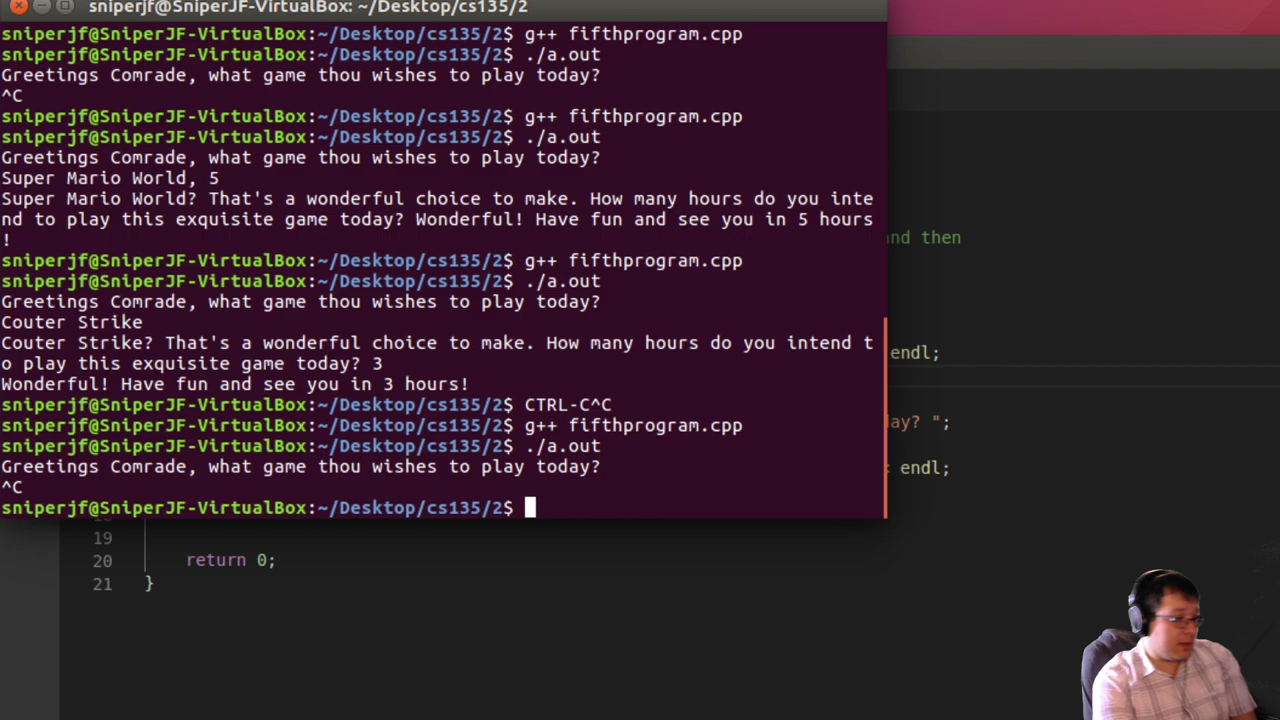 sniperjf@SniperJF-VirtualBox: ~/Desktop/cs135/2
sniperjf@SniperJF-VirtualBox:~/Desktop/cs135/2$ g++ fifthprogram.cpp
sniperjf@SniperJF-VirtualBox:~/Desktop/cs135/2$ ./a.out
Greetings Comrade, what game thou wishes to play today?
^C
sniperjf@SniperJF-VirtualBox:~/Desktop/cs135/2$ g++ fifthprogram.cpp
sniperjf@SniperJF-VirtualBox:~/Desktop/cs135/2$ ./a.out
Greetings Comrade, what game thou wishes to play today?
Super Mario World, 5
Super Mario World? That's a wonderful choice to make. How many hours do you inte
nd to play this exquisite game today? Wonderful! Have fun and see you in 5 hours
!
sniperjf@SniperJF-VirtualBox:~/Desktop/cs135/2$ g++ fifthprogram.cpp
sniperjf@SniperJF-VirtualBox:~/Desktop/cs135/2$ ./a.out
Greetings Comrade, what game thou wishes to play today?
Couter Strike
Couter Strike? That's a wonderful choice to make. How many hours do you intend t
o play this exquisite game today? 3
Wonderful! Have fun and see you in 3 hours!
sniperjf@SniperJF-VirtualBox:~/Desktop/cs135/2$ CTRL-C^C
sniperjf@SniperJF-VirtualBox:~/Desktop/cs135/2$ g++ fifthprogram.cpp
sniperjf@SniperJF-VirtualBox:~/Desktop/cs135/2$ ./a.out
Greetings Comrade, what game thou wishes to play today?
^C
sniperjf@SniperJF-VirtualBox:~/Desktop/cs135/2$
then
endl;
? ";
endl;
19
20 return 0;
21 }